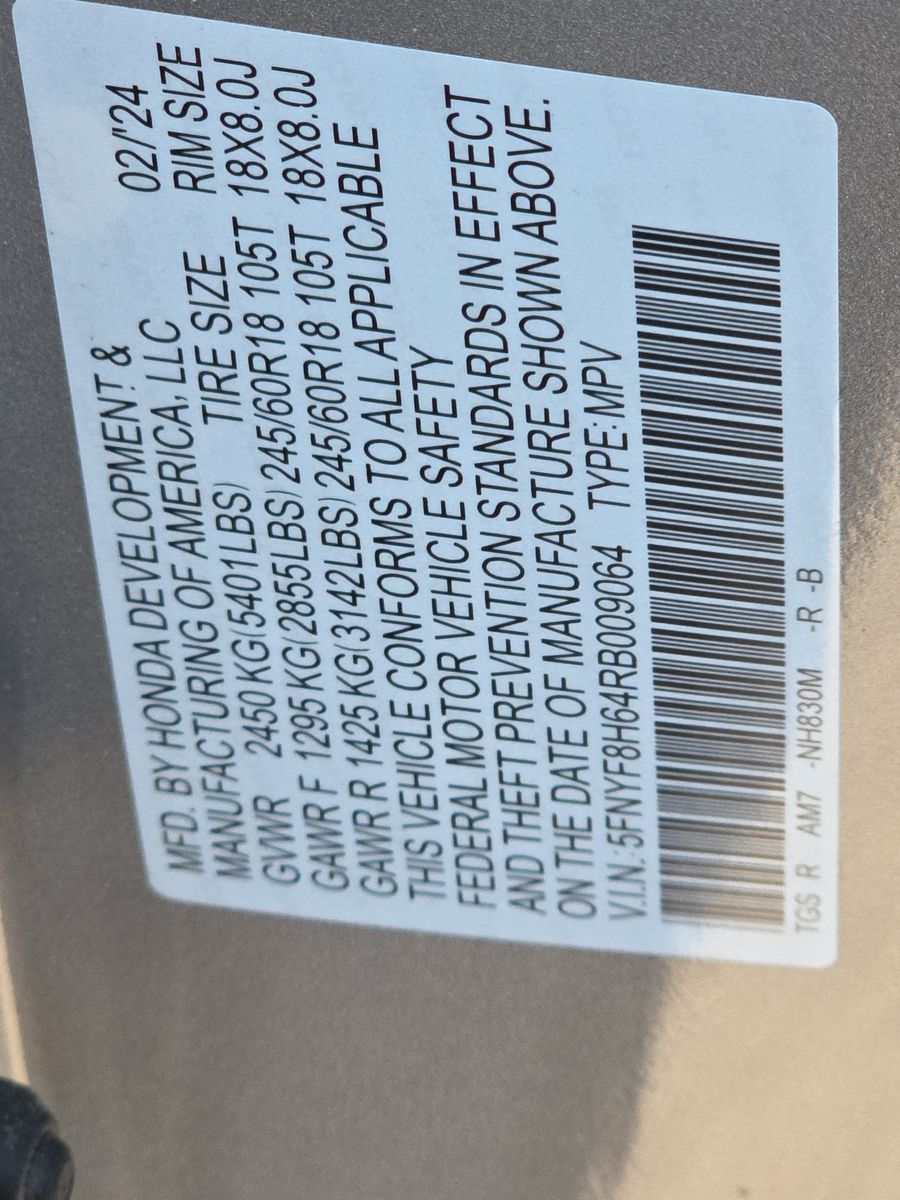 MFD. BY HONDA DEVELOPMENT & 02/'24
MANUFACTURING OF AMERICA, LLC RIM SIZE
GVWR 2450 KG(5401LBS) TIRE SIZE 18X8.0J
GAWR F 1295 KG(2855LBS) 245/60R18 105T 18X8.0J
GAWR R 1425 KG(3142LBS) 245/60R18 105T
THIS VEHICLE CONFORMS TO ALL APPLICABLE
FEDERAL MOTOR VEHICLE SAFETY
AND THEFT PREVENTION STANDARDS IN EFFECT
ON THE DATE OF MANUFACTURE SHOWN ABOVE.
V.I.N.: 5FNYF8H64RB009064 TYPE: MPV
TGS R AM7 -NH830M -R -B